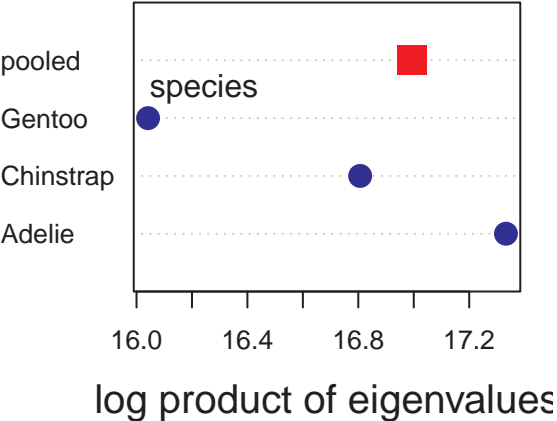 pooled
species
Gentoo
Chinstrap
Adelie
16.0 16.4 16.8 17.2
log product of eigenvalues